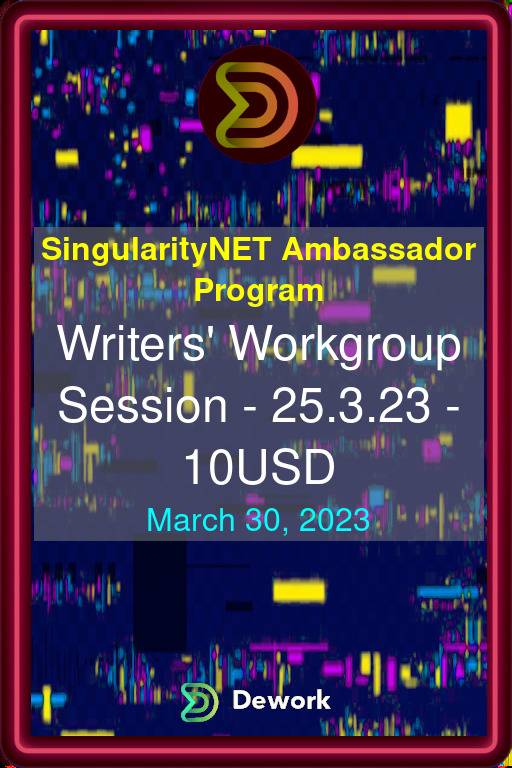 SingularityNET Ambassador
Program
Writers' Workgroup
Session - 25.3.23 -
10USD
March 30, 2023
Dework